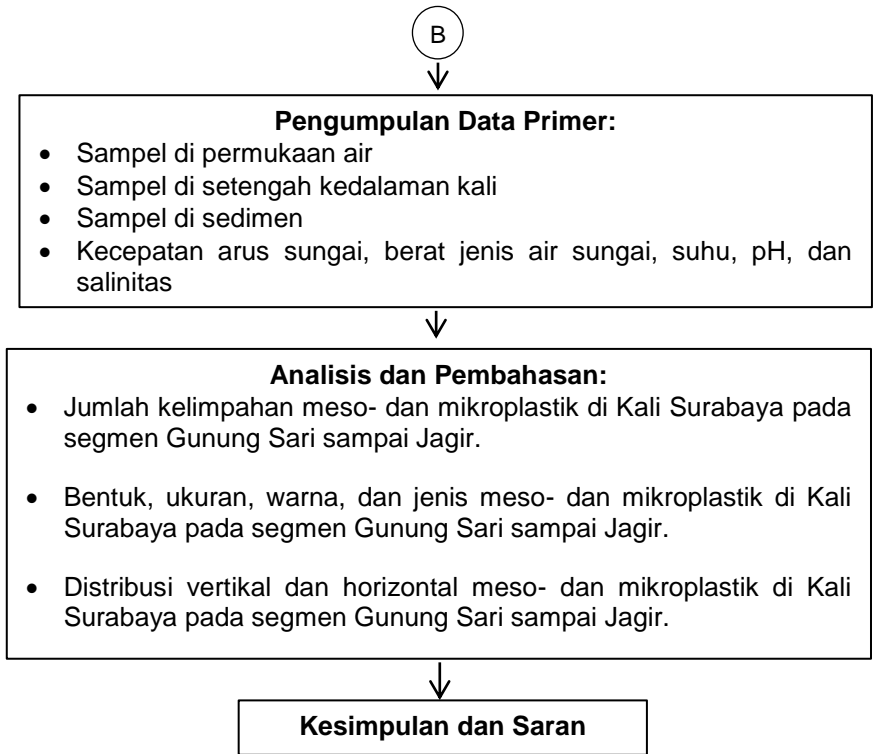 B
Pengumpulan Data Primer:
• Sampel di permukaan air
• Sampel di setengah kedalaman kali
• Sampel di sedimen
• Kecepatan arus sungai, berat jenis air sungai, suhu, pH, dan
salinitas
Analisis dan Pembahasan:
• Jumlah kelimpahan meso- dan mikroplastik di Kali Surabaya pada
segmen Gunung Sari sampai Jagir.
• Bentuk, ukuran, warna, dan jenis meso- dan mikroplastik di Kali
Surabaya pada segmen Gunung Sari sampai Jagir.
• Distribusi vertikal dan horizontal meso- dan mikroplastik di Kali
Surabaya pada segmen Gunung Sari sampai Jagir.
Kesimpulan dan Saran